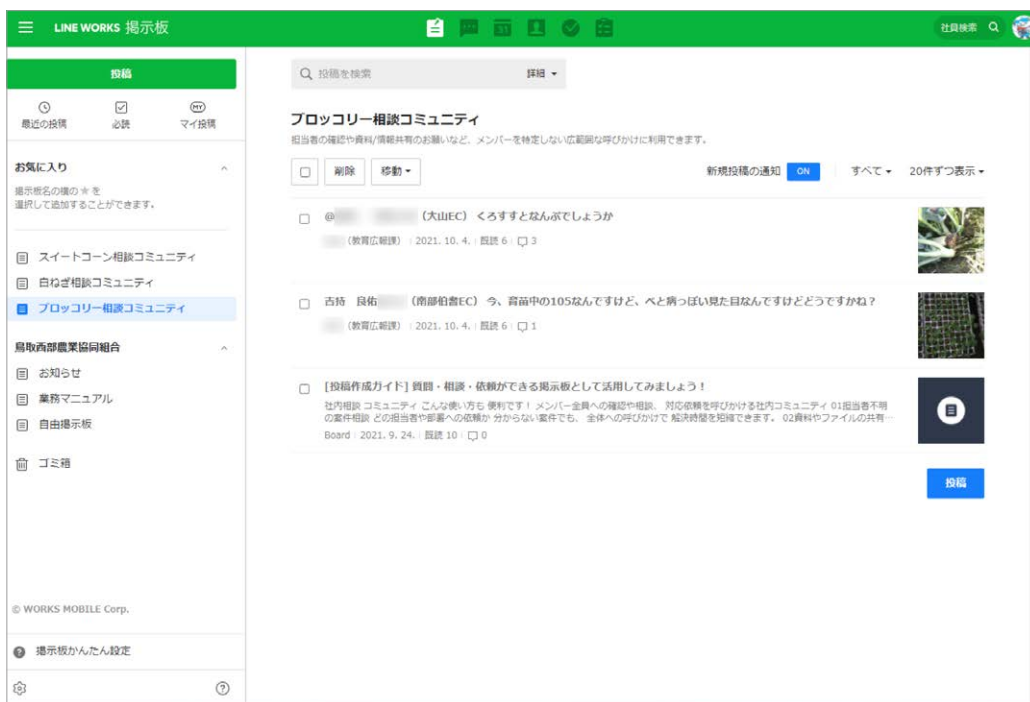 LINE WORKS 掲示板
31
社員検索
投稿
最近の投稿
必読
MY
マイ投稿
お気に入り
掲示板名の横の ☆ を
選択して追加することができます。
スイートコーン相談コミュニティ
白ねぎ相談コミュニティ
ブロッコリー相談コミュニティ
鳥取西部農業協同組合
お知らせ
業務マニュアル
自由掲示板
ゴミ箱
© WORKS MOBILE Corp.
掲示板かんたん設定
投稿を検索
詳細
ブロッコリー相談コミュニティ
担当者の確認や資料/情報共有のお願いなど、メンバーを特定しない広範囲な呼びかけに利用できます。
削除
移動
新規投稿の通知
ON
すべて
20件ずつ表示
@ (大山EC) くろすすとなんぶでしょうか
(教育広報課) 2021. 10. 4. 既読 6 3
古持 良佑 (南部伯耆EC) 今、育苗中の105なんですけど、べと病っぽい見た目なんですけどどうですかね？
(教育広報課) 2021. 10. 4. 既読 6 1
[投稿作成ガイド] 質問・相談・依頼ができる掲示板として活用してみましょう！
社内相談 コミュニティ こんな使い方も 便利です！ メンバー全員への確認や相談、 対応依頼を呼びかける社内コミュニティ 01担当者不明
の案件相談 どの担当者や部署への依頼か 分からない案件でも、 全体への呼びかけで 解決時間を短縮できます。 02資料やファイルの共有…
Board 2021. 9. 24. 既読 10 0
投稿